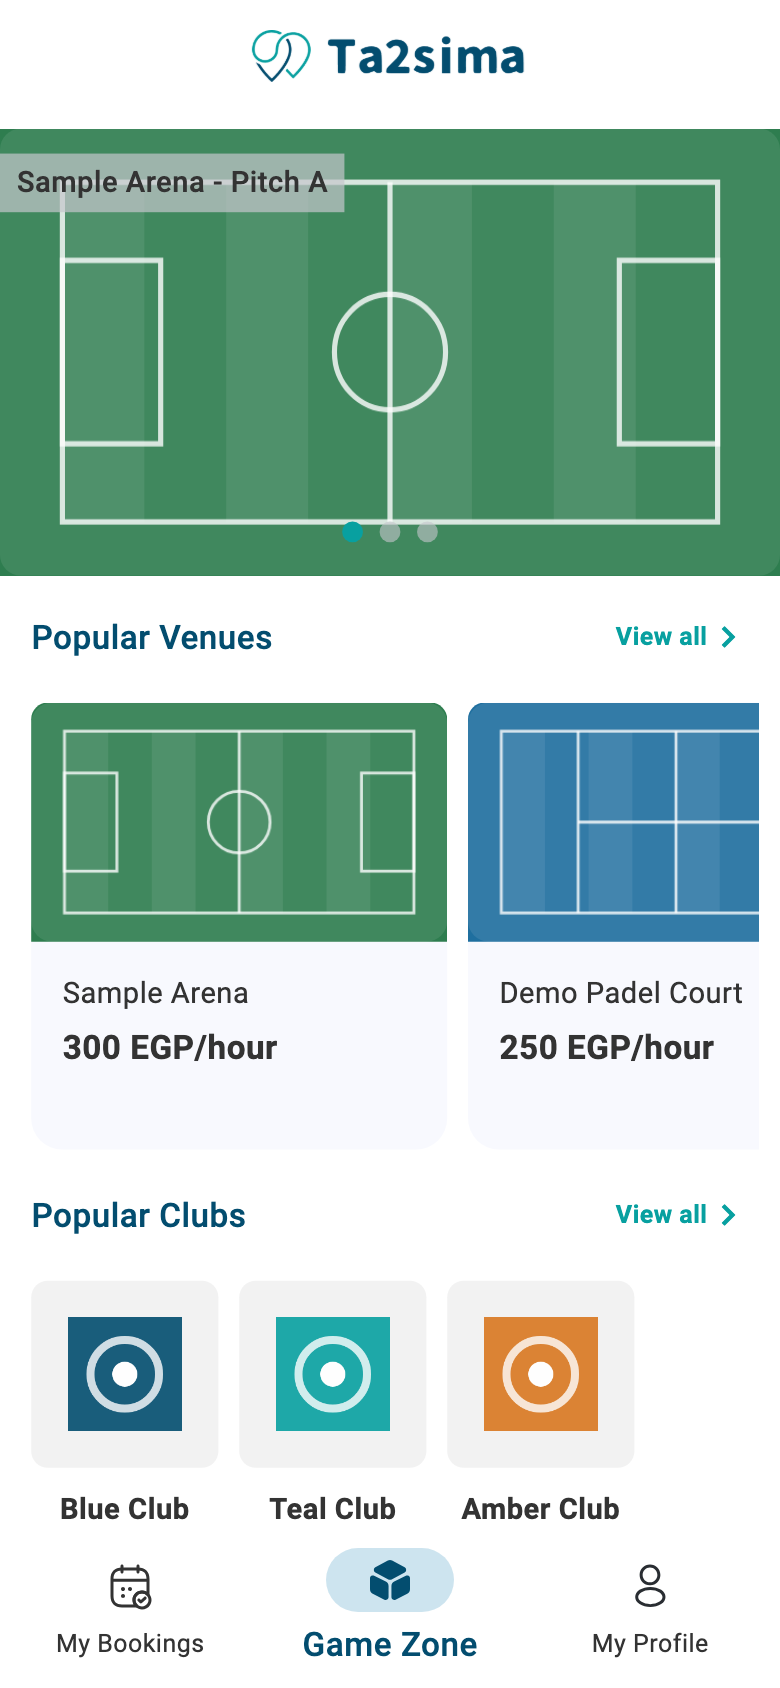 Ta2sima
Sample Arena - Pitch A
Popular Venues
View all
Sample Arena
300 EGP/hour
Demo Padel Court
250 EGP/hour
Popular Clubs
View all
Blue Club
Teal Club
Amber Club
My Bookings
Game Zone
My Profile